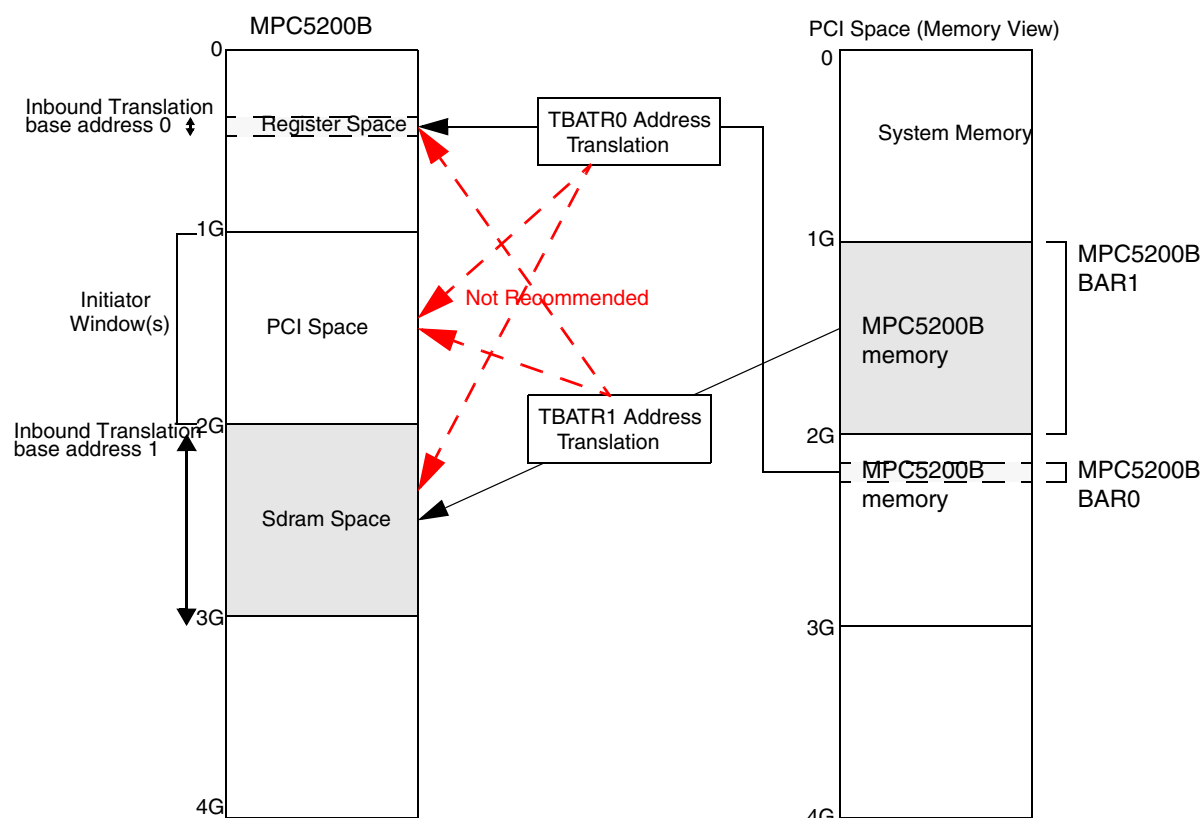 MPC5200B
PCI Space (Memory View)
0
0
Inbound Translation
base address 0
Register Space
TBATR0 Address
Translation
System Memory
1G
1G
MPC5200B
BAR1
Initiator
Window(s)
Not Recommended
PCI Space
MPC5200B
memory
2G
Inbound Translation
base address 1
TBATR1 Address
Translation
2G
MPC5200B
memory
MPC5200B
BAR0
Sdram Space
3G
3G
4G
4G